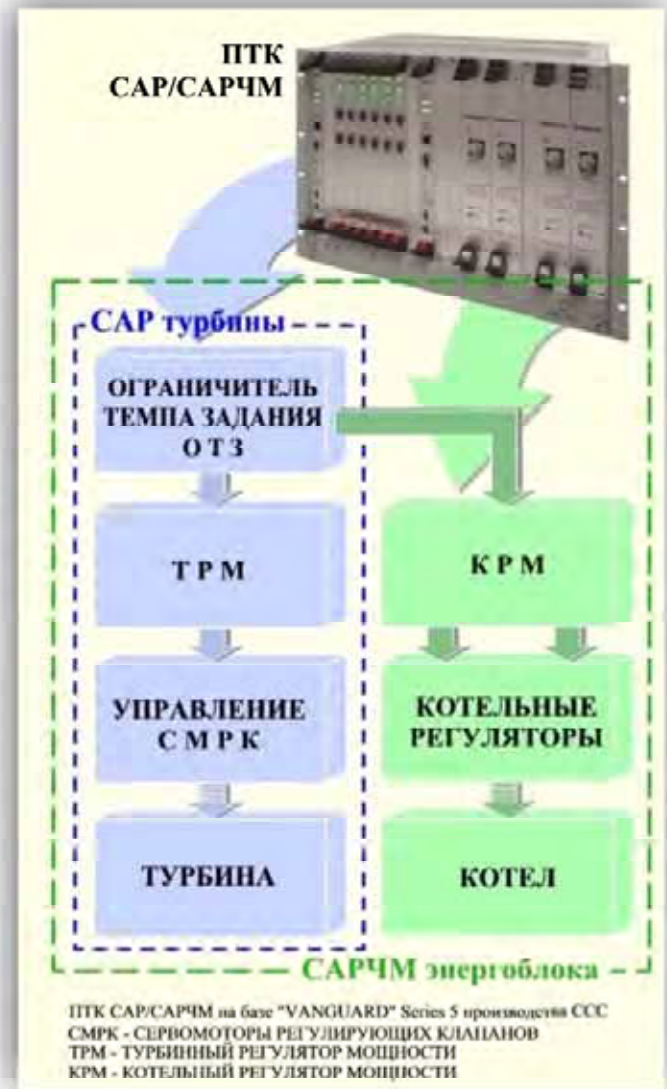 ПТК
САР/САРЧМ
САР турбины
ОГРАНИЧИТЕЛЬ
ТЕМПА ЗАДАНИЯ
О Т З
Т Р М
К Р М
УПРАВЛЕНИЕ
С М Р К
КОТЕЛЬНЫЕ
РЕГУЛЯТОРЫ
ТУРБИНА
КОТЕЛ
САРЧМ энергоблока
ПТК САР/САРЧМ на базе "VANGUARD" Series 5 производства ССС
СМРК - СЕРВОМОТОРЫ РЕГУЛИРУЮЩИХ КЛАПАНОВ
ТРМ - ТУРБИННЫЙ РЕГУЛЯТОР МОЩНОСТИ
КРМ - КОТЕЛЬНЫЙ РЕГУЛЯТОР МОЩНОСТИ